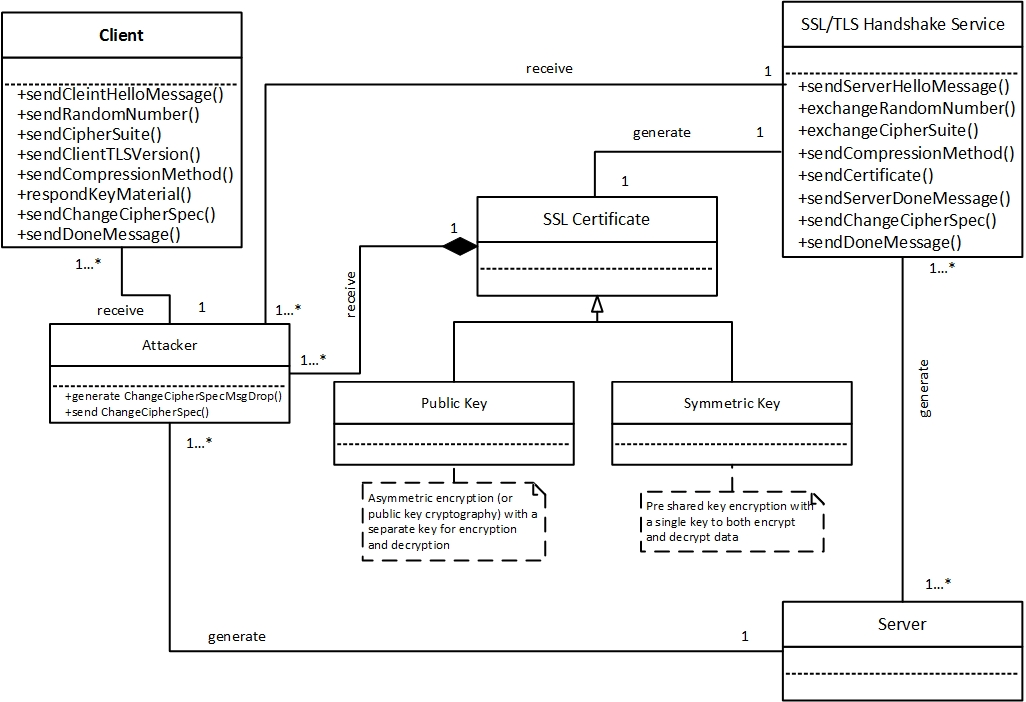 Client
+sendCleintHelloMessage()
+sendRandomNumber()
+sendCipherSuite()
+sendClientTLSVersion()
+sendCompressionMethod()
+respondKeyMaterial()
+sendChangeCipherSpec()
+sendDoneMessage()
SSL/TLS Handshake Service
+sendServerHelloMessage()
+exchangeRandomNumber()
+exchangeCipherSuite()
+sendCompressionMethod()
+sendCertificate()
+sendServerDoneMessage()
+sendChangeCipherSpec()
+sendDoneMessage()
receive
1
generate
1
1
SSL Certificate
1
receive
1...*
1...*
receive
1
1...*
1...*
Attacker
+generate ChangeCipherSpecMsgDrop()
+send ChangeCipherSpec()
1...*
Public Key
Symmetric Key
Asymmetric encryption (or
public key cryptography) with a
separate key for encryption
and decryption
Pre shared key encryption with
a single key to both encrypt
and decrypt data
generate
1...*
generate
1
Server